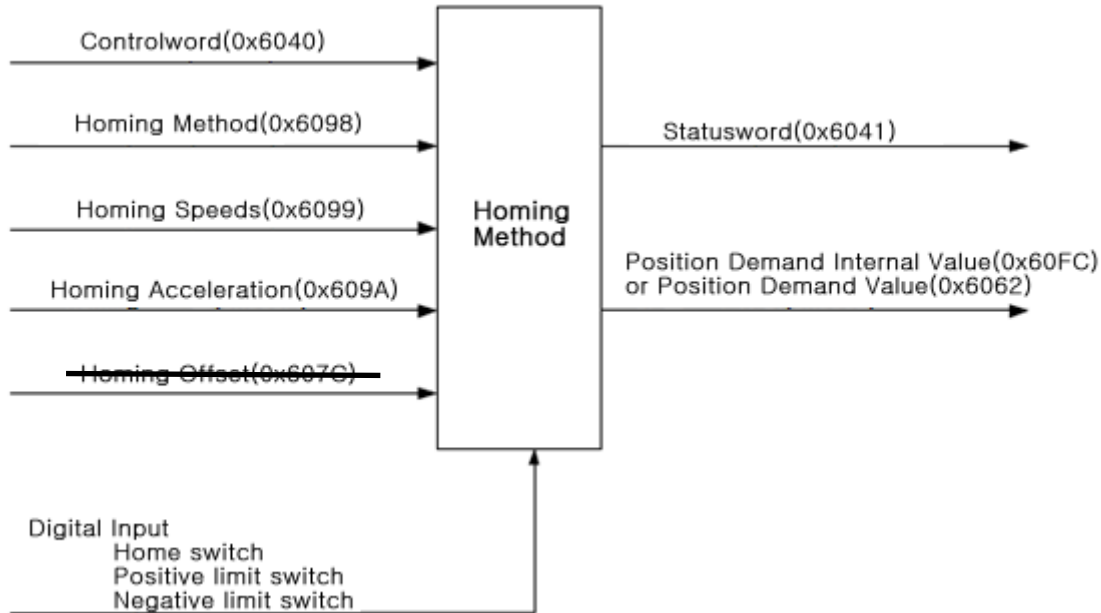 Controlword(0x6040)
Homing Method(0x6098)
Homing Speeds(0x6099)
Homing Acceleration(0x609A)
Homing Offset(0x607C)
Homing
Method
Statusword(0x6041)
Position Demand Internal Value(0x60FC)
or Position Demand Value(0x6062)
Digital Input
Home switch
Positive limit switch
Negative limit switch